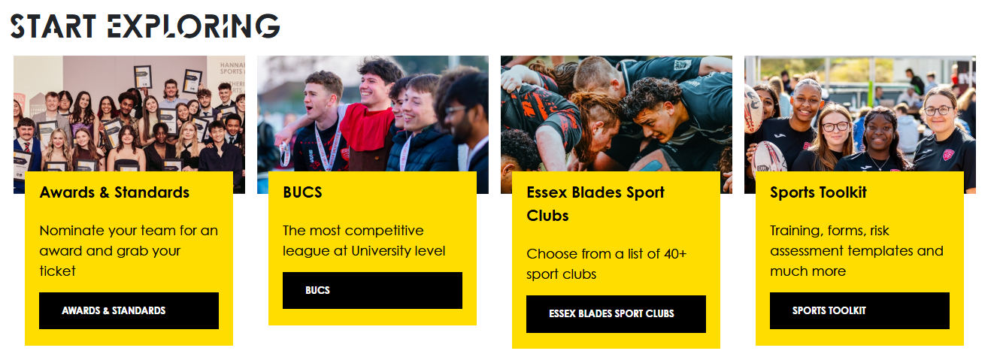 START EXPLORING
HANNAH
SPORTS
Awards & Standards
Nominate your team for an
award and grab your
ticket
AWARDS & STANDARDS
BUCS
The most competitive
league at University level
BUCS
Essex Blades Sport
Clubs
Choose from a list of 40+
sport clubs
ESSEX BLADES SPORT CLUBS
Sports Toolkit
Training, forms, risk
assessment templates and
much more
SPORTS TOOLKIT